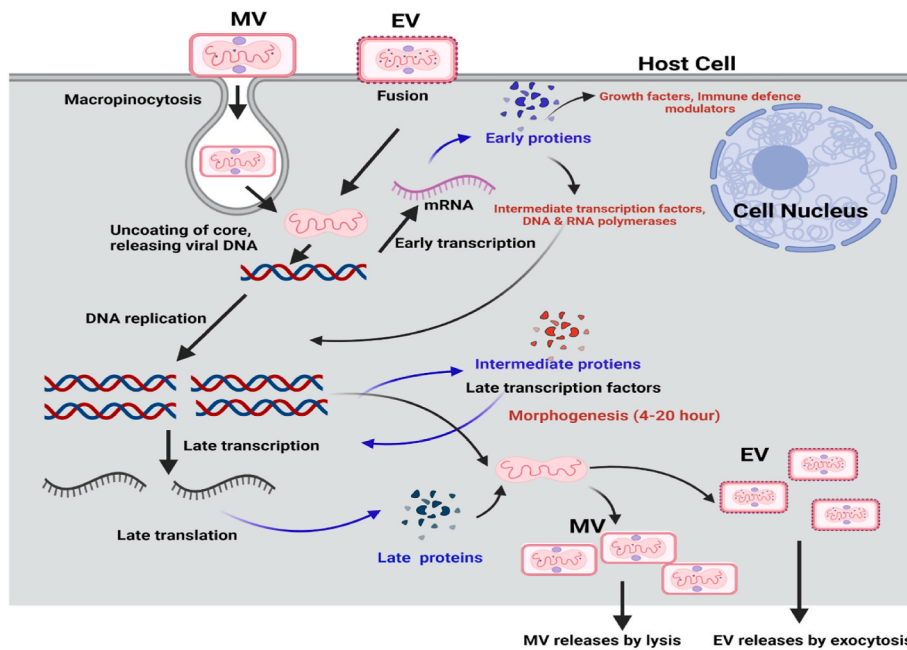 MV
EV
Host Cell
Macropinocytosis
Fusion
Growth factors, Immune defence
modulators
Early protiens
mRNA
Intermediate transcription factors,
DNA & RNA polymerases
Cell Nucleus
Uncoating of core,
releasing viral DNA
Early transcription
DNA replication
Intermediate protiens
Late transcription factors
Morphogenesis (4-20 hour)
Late transcription
EV
MV
Late translation
Late proteins
MV releases by lysis
EV releases by exocytosis